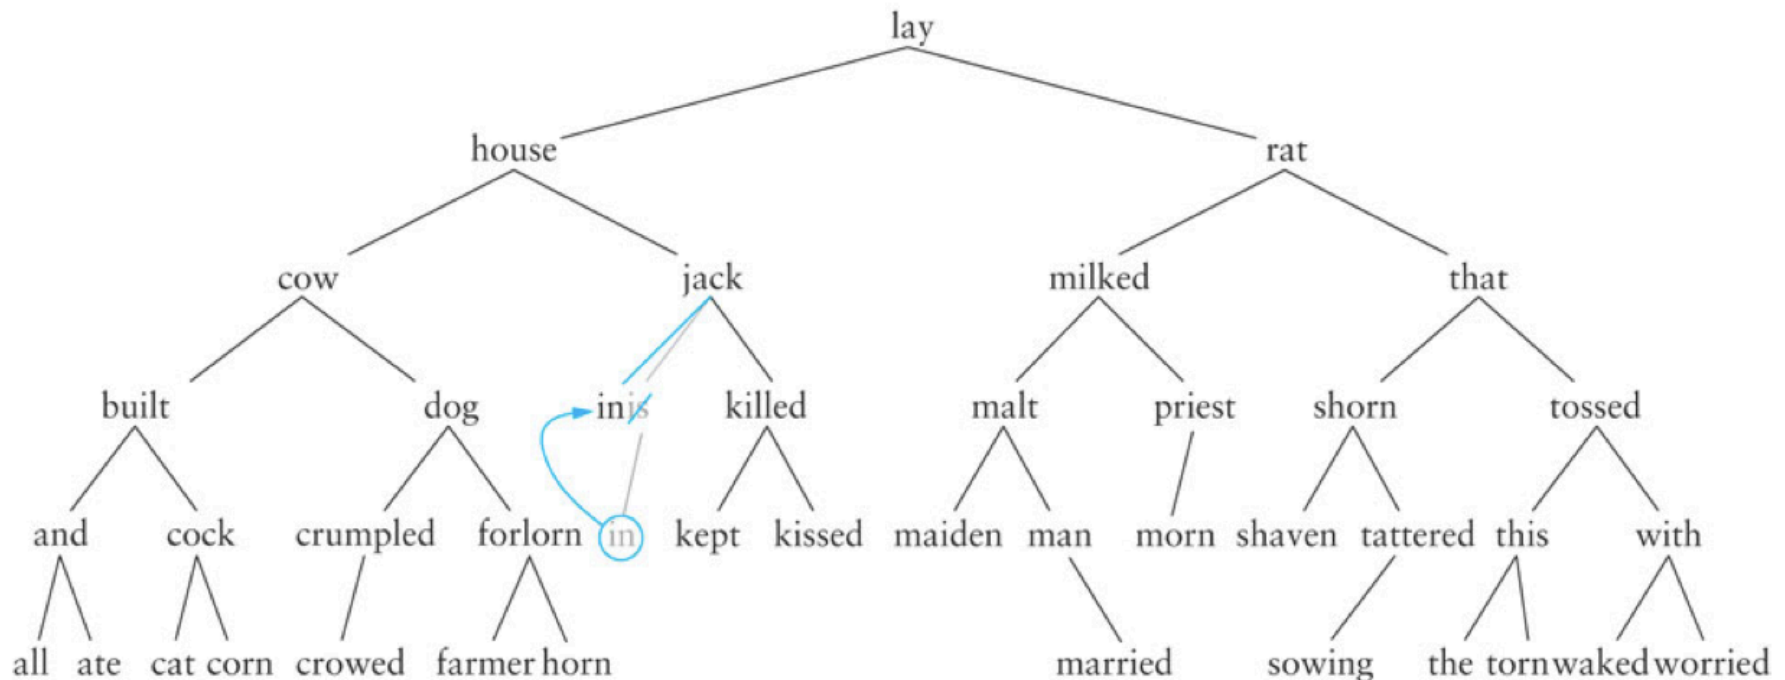 lay
house rat
cow jack milked that
built dog in is killed malt priest shorn tossed
and cock crumpled forlorn in kept kissed maiden man morn shaven tattered this with
all ate cat corn crowed farmer horn married sowing the torn waked worried